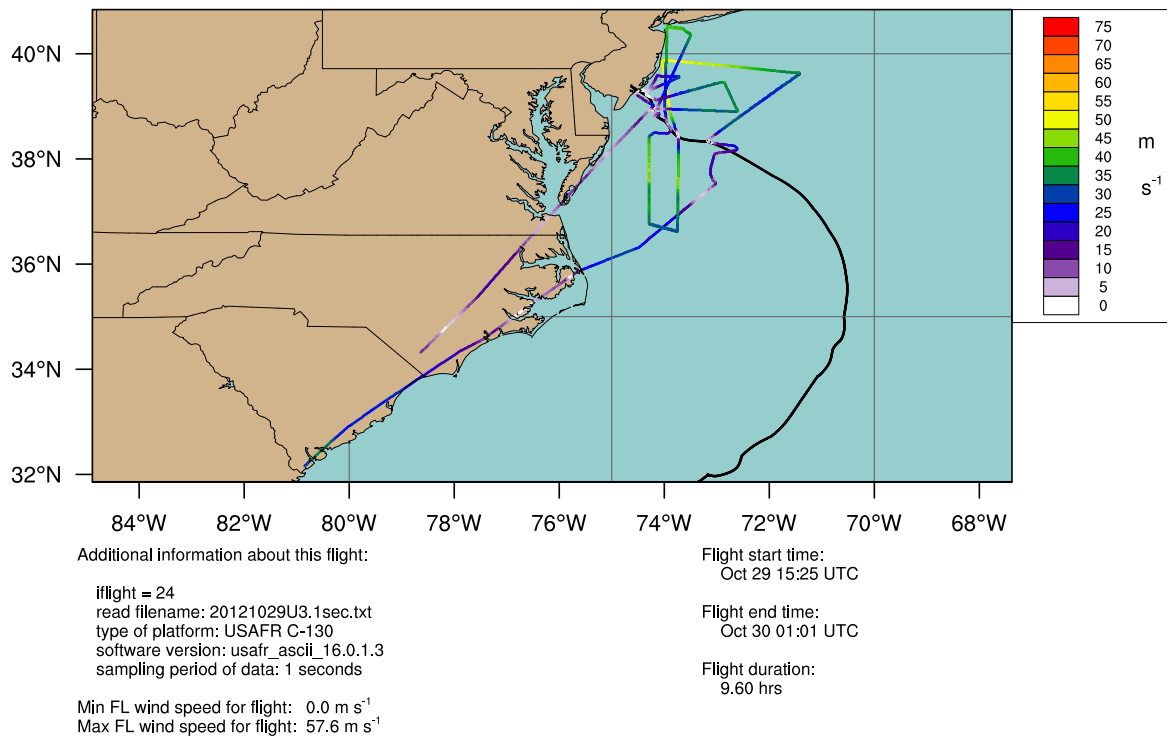 40°N
38°N
36°N
34°N
32°N
84°W
82°W
80°W
78°W
76°W
74°W
72°W
70°W
68°W
75
70
65
60
55
50
45
40
35
30
25
20
15
10
5
0
m
s⁻¹
Additional information about this flight:
iflight = 24
read filename: 20121029U3.1sec.txt
type of platform: USAFR C-130
software version: usafr_ascii_16.0.1.3
sampling period of data: 1 seconds
Min FL wind speed for flight: 0.0 m s⁻¹
Max FL wind speed for flight: 57.6 m s⁻¹
Flight start time:
Oct 29 15:25 UTC
Flight end time:
Oct 30 01:01 UTC
Flight duration:
9.60 hrs